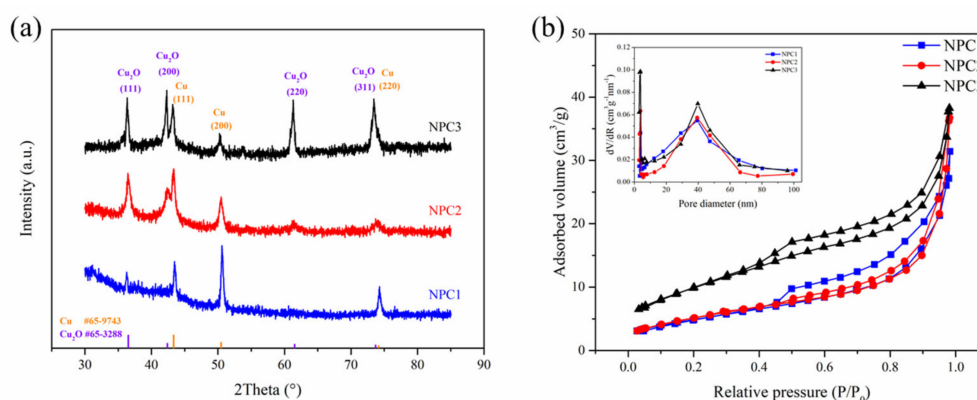 (a)
Cu₂O
(111)
Cu₂O
(200)
Cu
(111)
Cu
(200)
Cu₂O
(220)
Cu₂O
(311)
Cu
(220)
NPC3
NPC2
NPC1
Cu #65-9743
Cu₂O #65-3288
Intensity (a.u.)
30 40 50 60 70 80 90
2Theta (°)
(b)
50
40
30
20
10
0
Adsorbed volume (cm³/g)
0.0 0.2 0.4 0.6 0.8 1.0
Relative pressure (P/P₀)
NPC
NPC
NPC
0.12
0.10
0.08
0.06
0.04
0.02
0.00
dV/dR (cm³g⁻¹nm⁻¹)
0 20 40 60 80 100
Pore diameter (nm)
NPC1
NPC2
NPC3